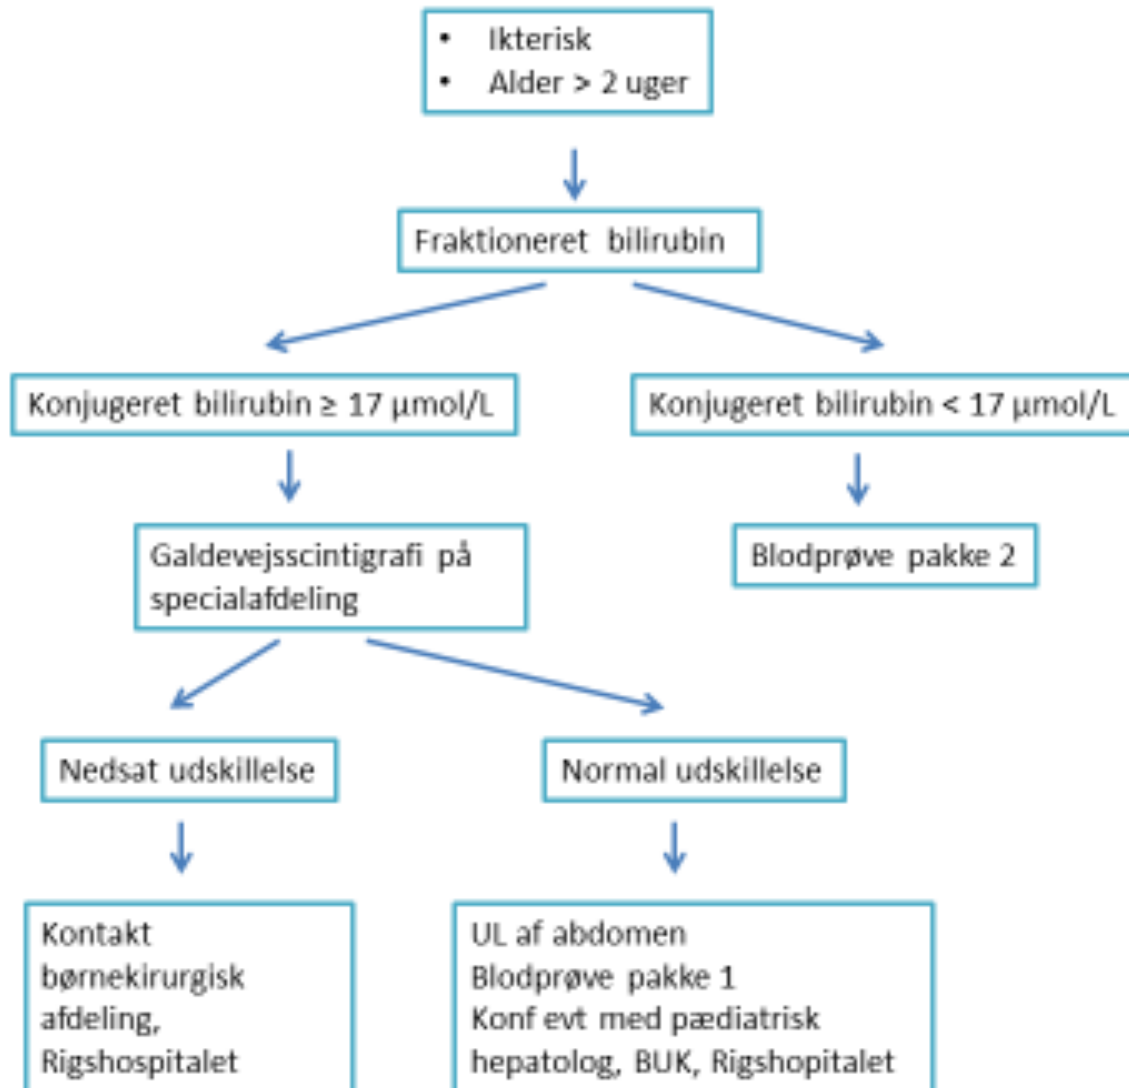 • Ikterisk
• Alder > 2 uger
Fraktioneret bilirubin
Konjugeret bilirubin ≥ 17 µmol/L
Konjugeret bilirubin < 17 µmol/L
Galdevejsscintigrafi på
specialafdeling
Blodprøve pakke 2
Nedsat udskillelse
Normal udskillelse
Kontakt
børnekirurgisk
afdeling,
Rigshospitalet
UL af abdomen
Blodprøve pakke 1
Konf evt med pædiatrisk
hepatolog, BUK, Rigshopitalet